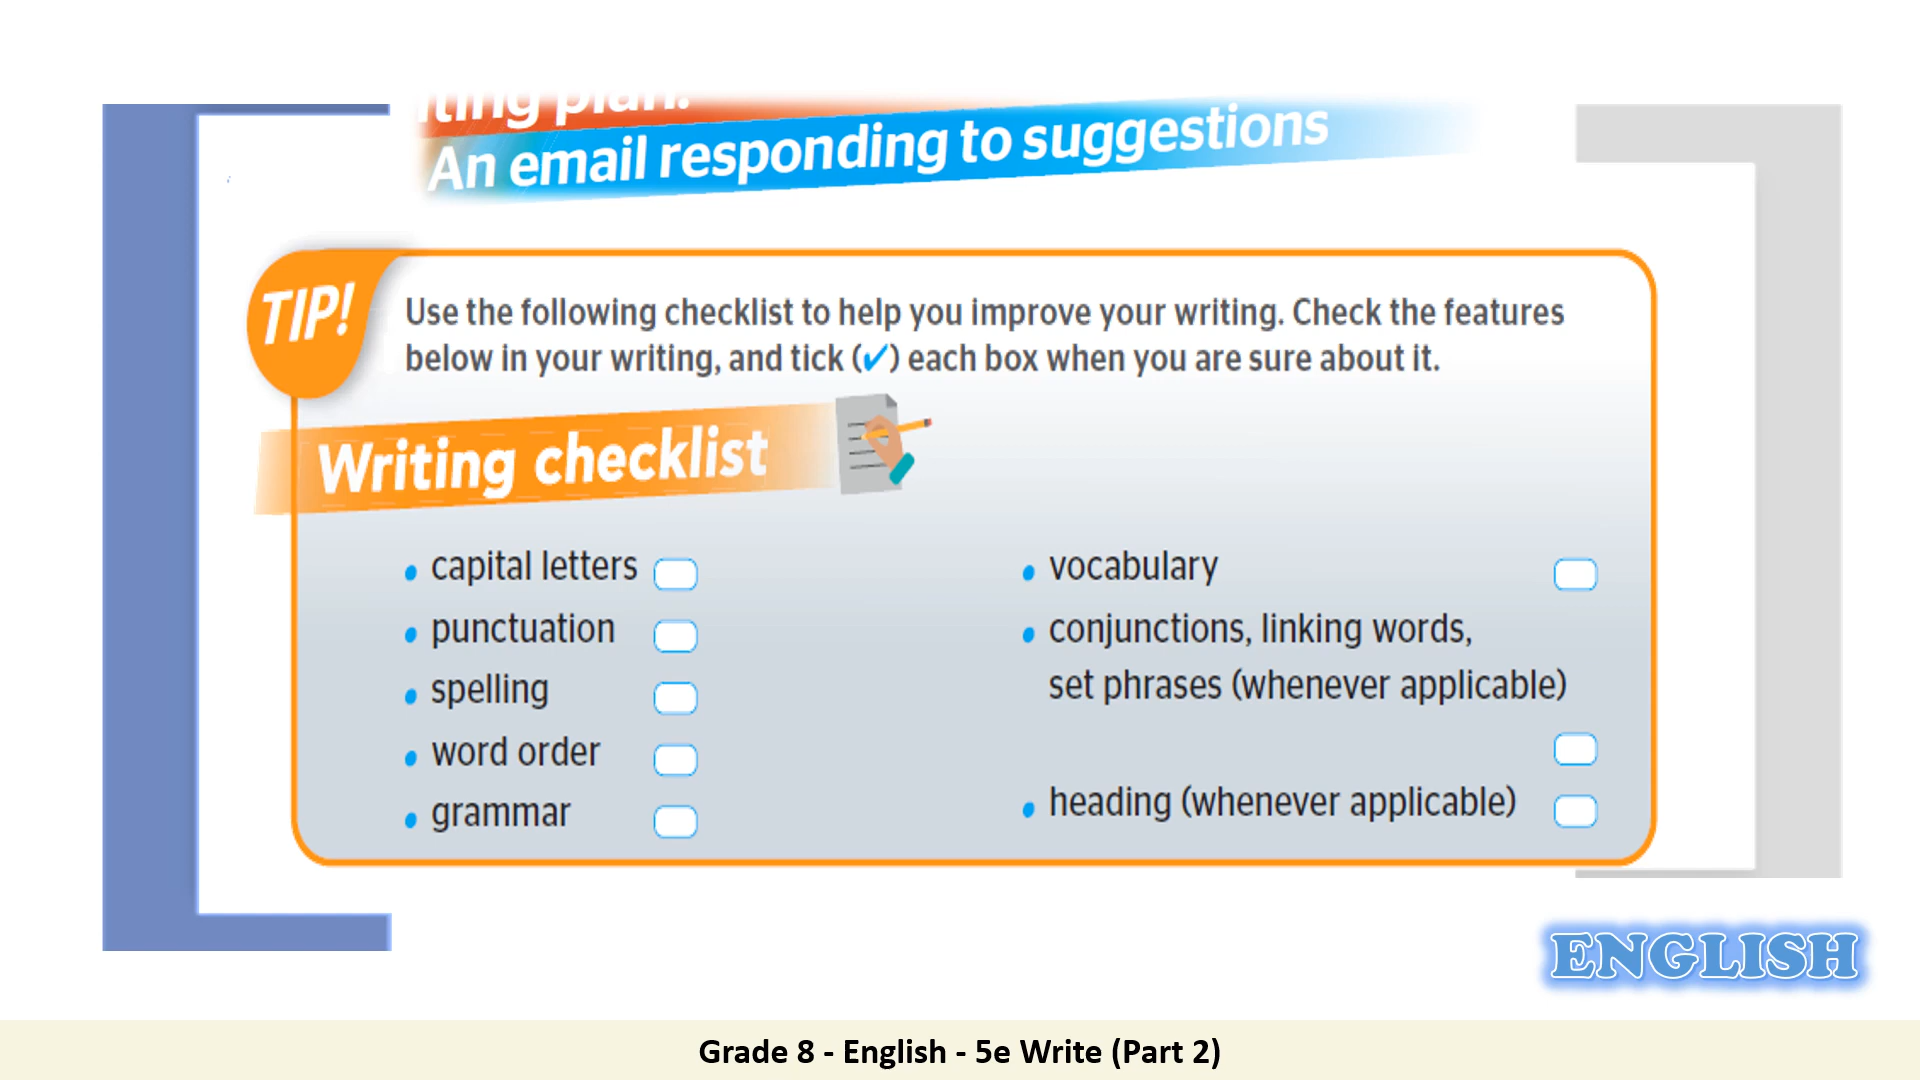 plan:
An email responding to suggestions
TIP!
Use the following checklist to help you improve your writing. Check the features
below in your writing, and tick (✔) each box when you are sure about it.
Writing checklist
• capital letters
• punctuation
• spelling
• word order
• grammar
• vocabulary
• conjunctions, linking words,
set phrases (whenever applicable)
• heading (whenever applicable)
ENGLISH
Grade 8 - English - 5e Write (Part 2)